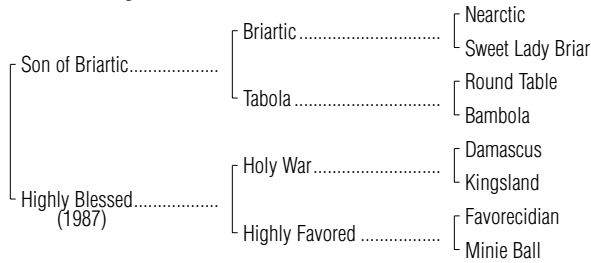 Nearctic
Briartic
Sweet Lady Briar
Son of Briartic
Round Table
Tabola
Bambola
Damascus
Holy War
Kingsland
Highly Blessed
(1987)
Favorecidian
Highly Favored
Minie Ball